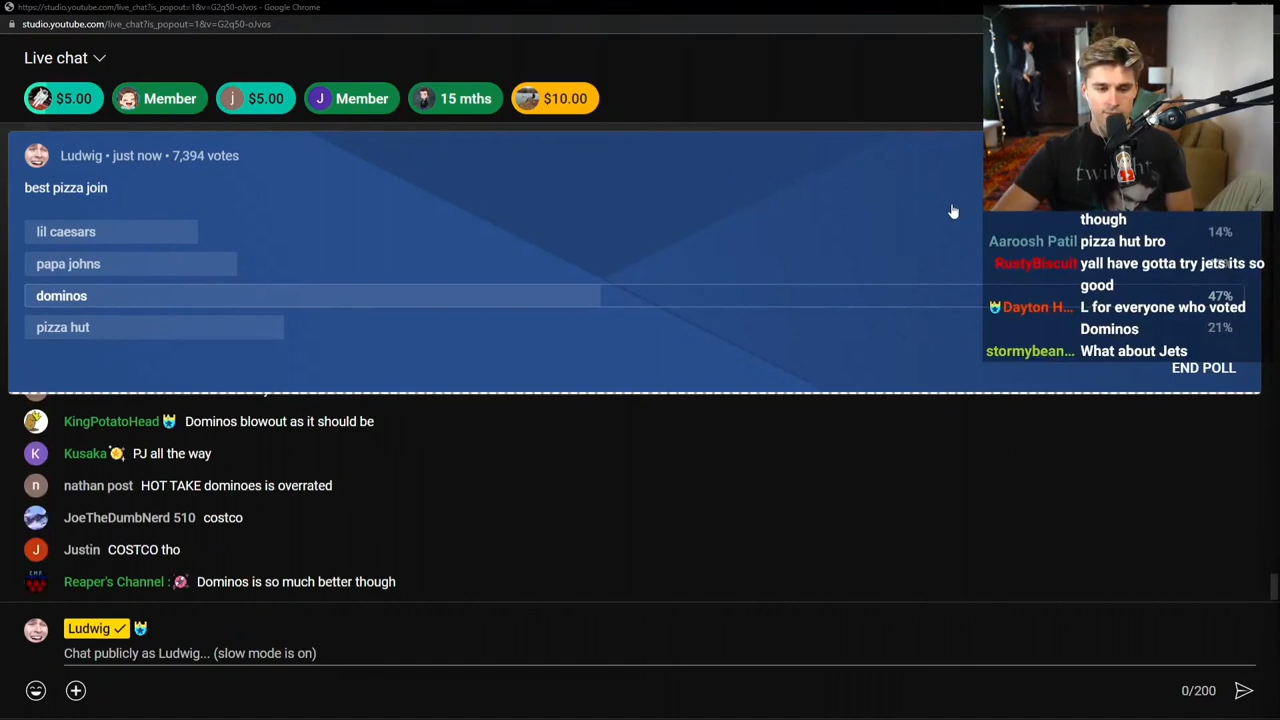 https://studio.youtube.com/live_chat?is_popout=1&v=G2q50-oJvos - Google Chrome
studio.youtube.com/live_chat?is_popout=1&v=G2q50-oJvos
Live chat
$5.00 Member j $5.00 J Member 15 mths $10.00
Ludwig • just now • 7,394 votes
best pizza join
lil caesars
14%
papa johns
dominos
47%
pizza hut
21%
END POLL
twitch
though
Aaroosh Patil pizza hut bro
RustyBiscuit yall have gotta try jets its so
good
Dayton H... L for everyone who voted
Dominos
stormybean... What about Jets
KingPotatoHead Dominos blowout as it should be
K Kusaka PJ all the way
n nathan post HOT TAKE dominoes is overrated
JoeTheDumbNerd 510 costco
J Justin COSTCO tho
Reaper's Channel : Dominos is so much better though
Ludwig
Chat publicly as Ludwig... (slow mode is on)
0/200